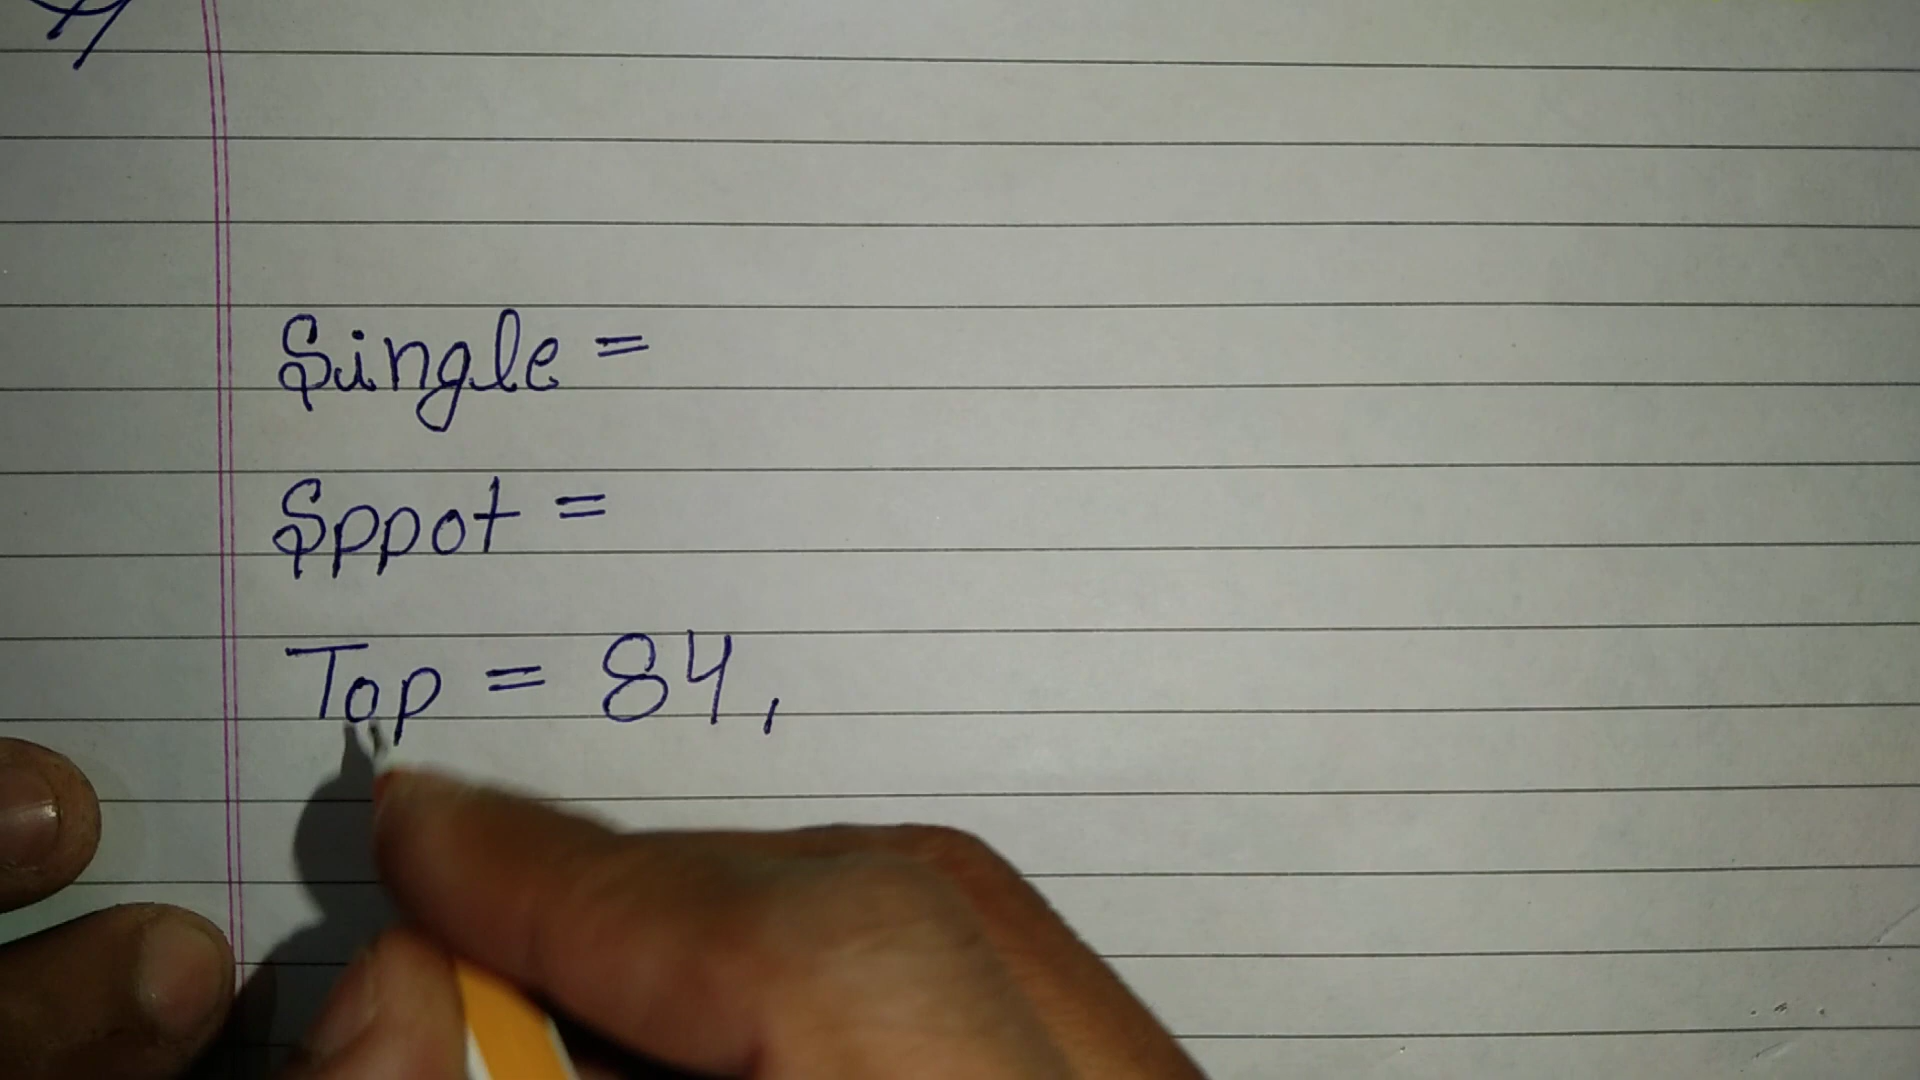 Single =
Sppot =
Top = 84,